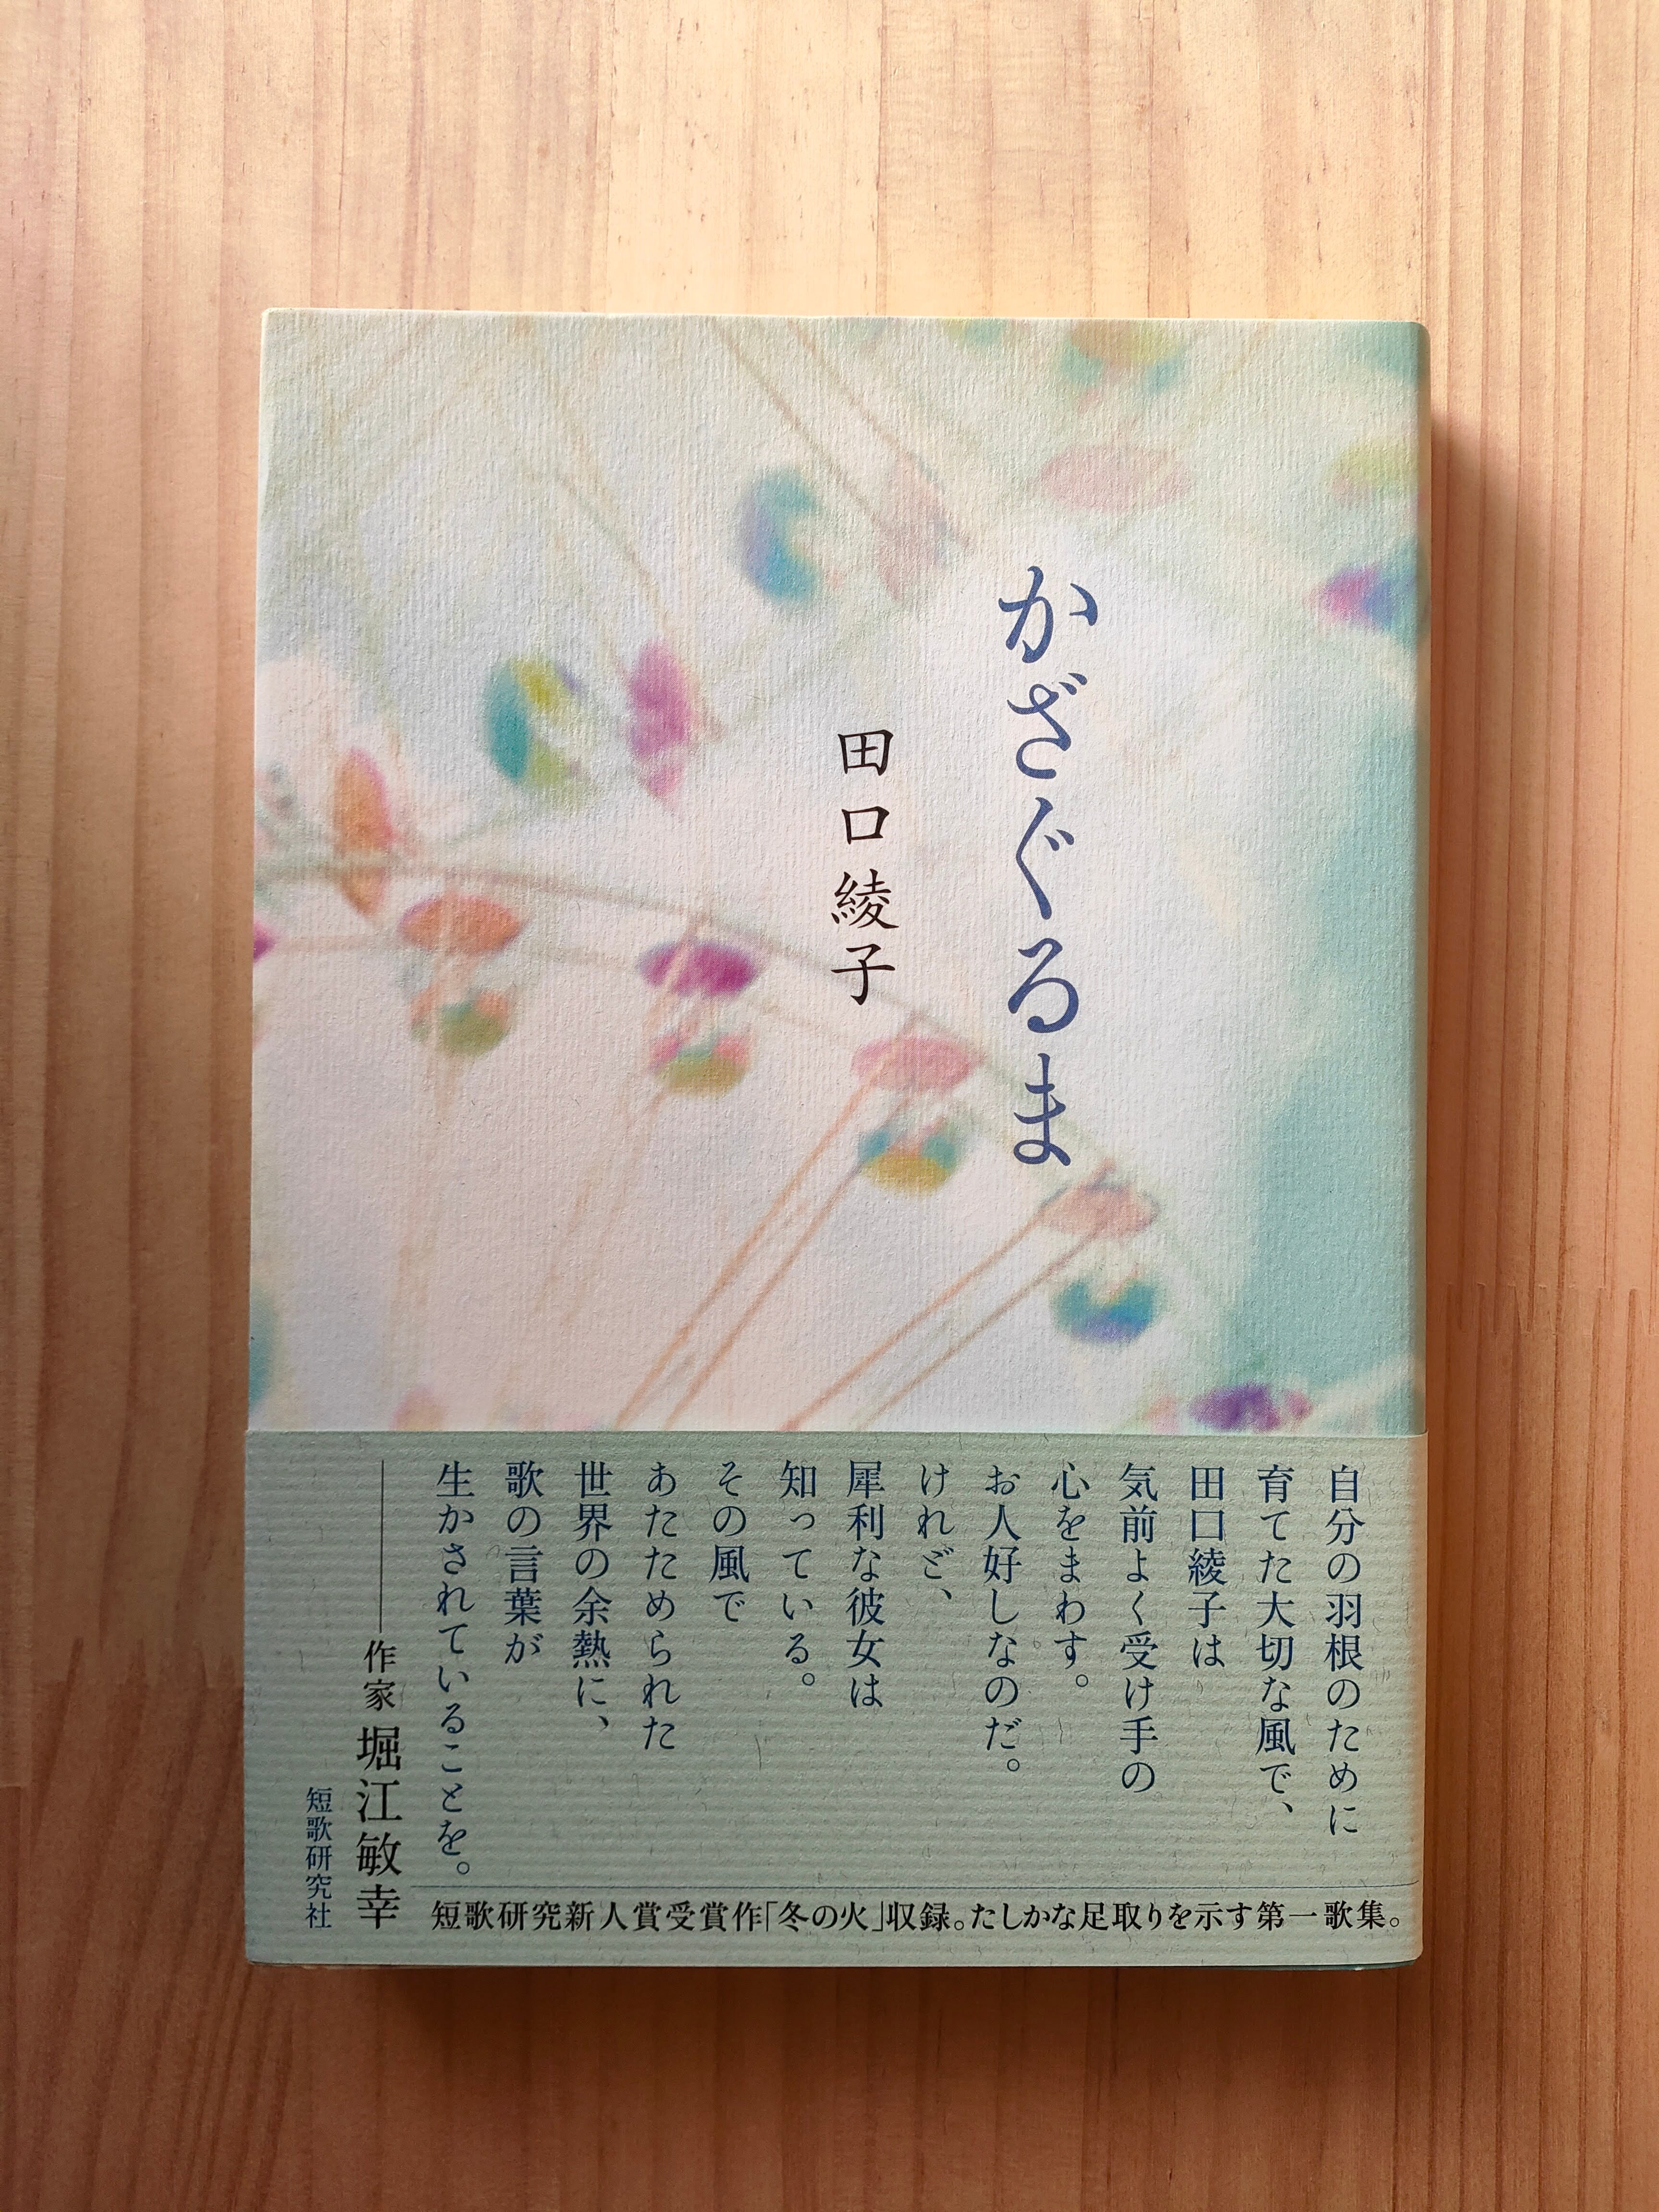 かざぐるま
田口綾子
自分の羽根のために
育てた大切な風で、
田口綾子は
気前よく受け手の
心をまわす。
お人好しなのだ。
けれど、
犀利な彼女は
知っている。
その風で
あたためられた
世界の余熱に、
歌の言葉が
生かされていることを。
──作家 堀江敏幸
短歌研究社
短歌研究新人賞受賞作「冬の火」収録。たしかな足取りを示す第一歌集。